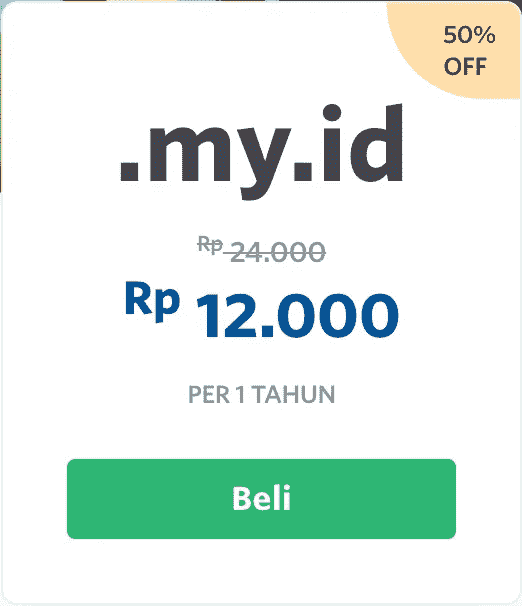 50%
OFF
.my.id
Rp 24.000
Rp 12.000
PER 1 TAHUN
Beli